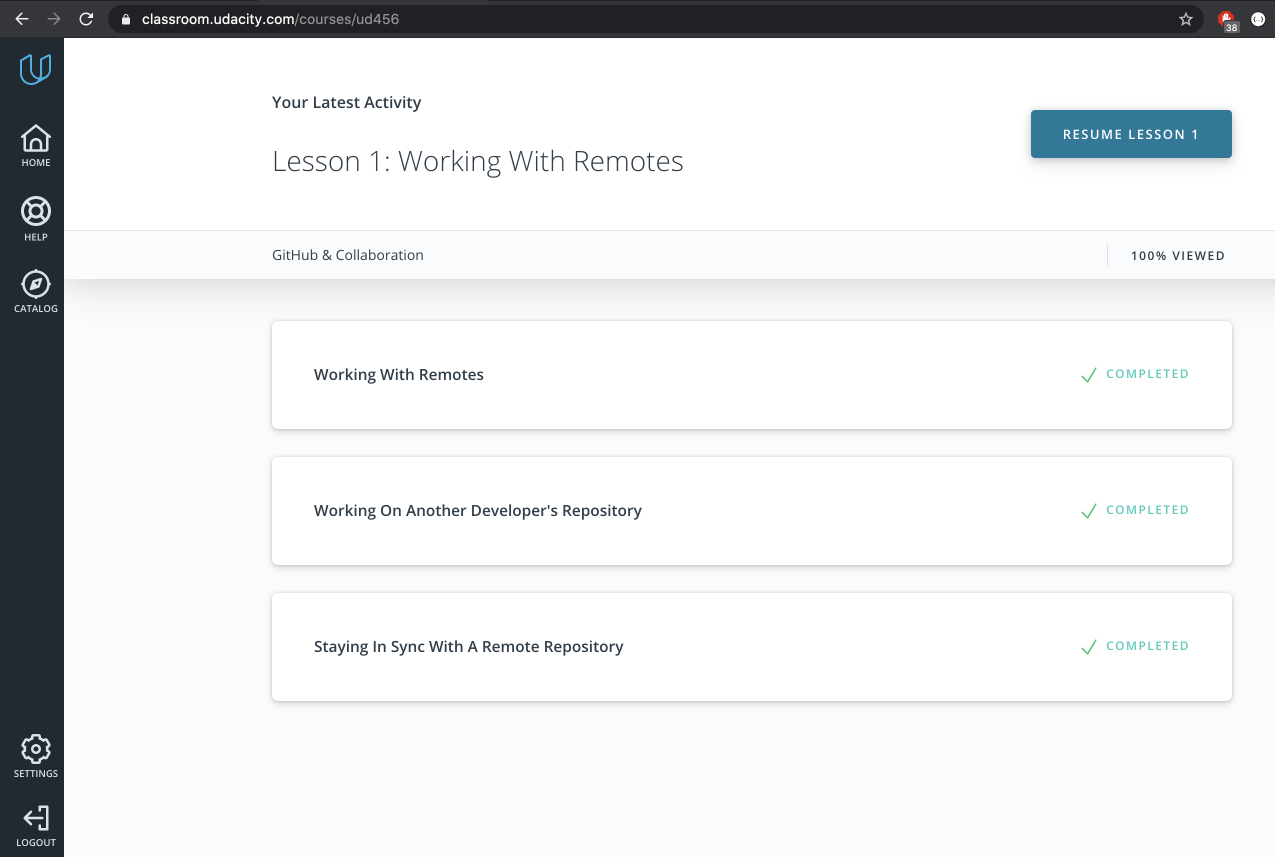 classroom.udacity.com/courses/ud456
38
Your Latest Activity
RESUME LESSON 1
Lesson 1: Working With Remotes
HOME
HELP
CATALOG
GitHub & Collaboration
100% VIEWED
Working With Remotes
COMPLETED
Working On Another Developer's Repository
COMPLETED
Staying In Sync With A Remote Repository
COMPLETED
SETTINGS
LOGOUT